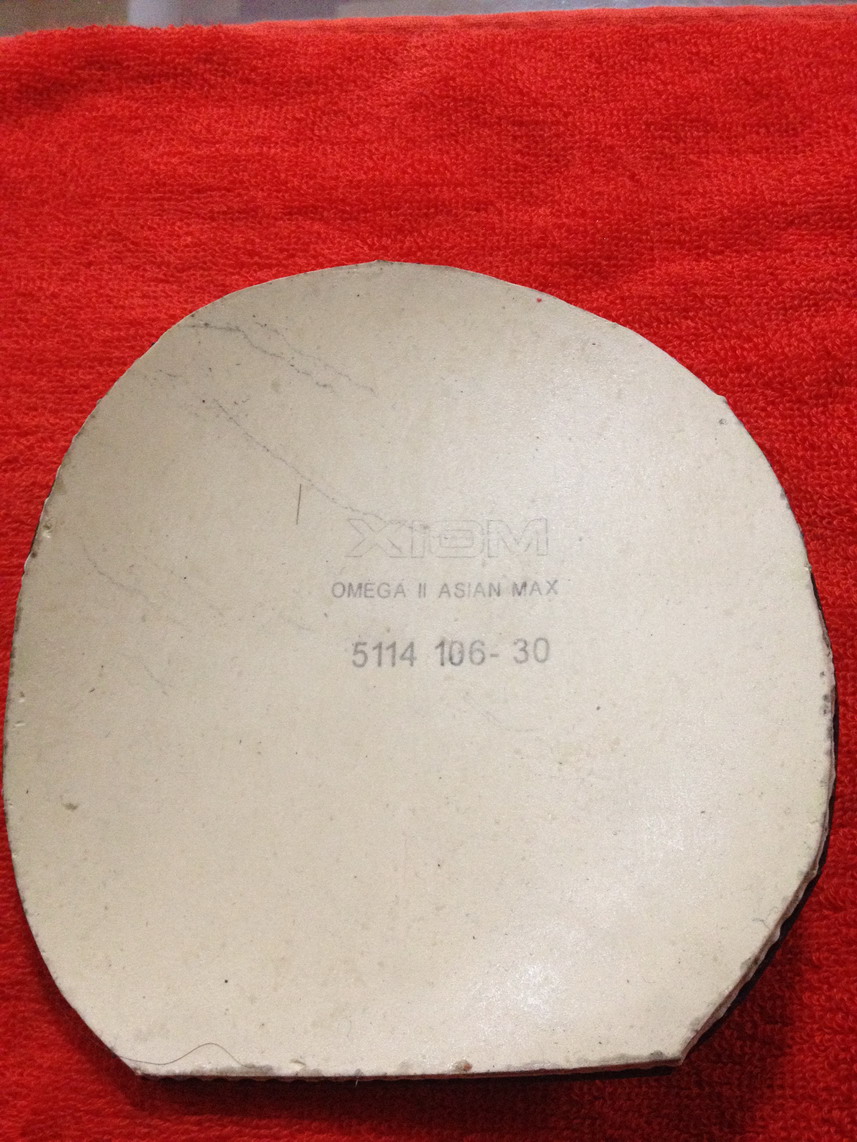 XIOM
OMEGA II ASIAN MAX
5114 106- 30